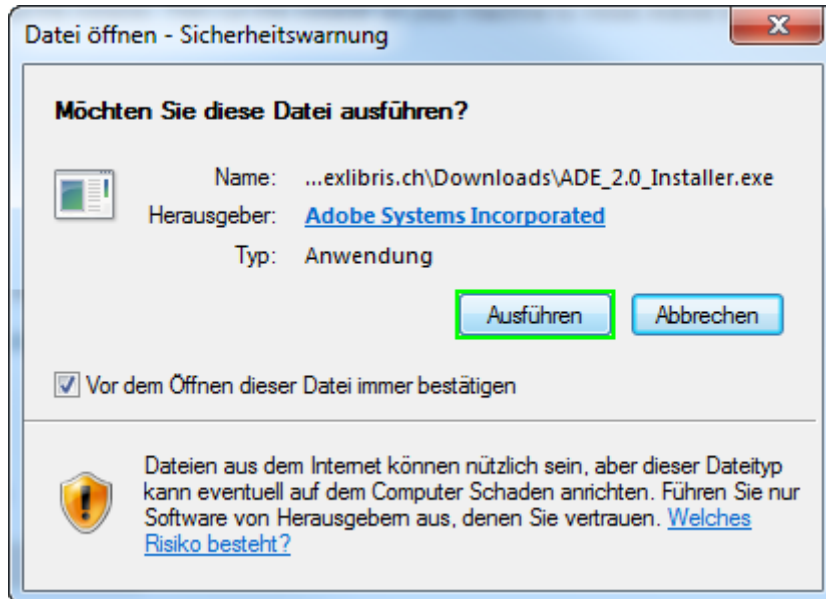 Datei öffnen - Sicherheitswarnung
Möchten Sie diese Datei ausführen?
Name: ...exlibris.ch\Downloads\ADE_2.0_Installer.exe
Herausgeber: Adobe Systems Incorporated
Typ: Anwendung
Ausführen Abbrechen
Vor dem Öffnen dieser Datei immer bestätigen
Dateien aus dem Internet können nützlich sein, aber dieser Dateityp
kann eventuell auf dem Computer Schaden anrichten. Führen Sie nur
Software von Herausgebern aus, denen Sie vertrauen. Welches
Risiko besteht?